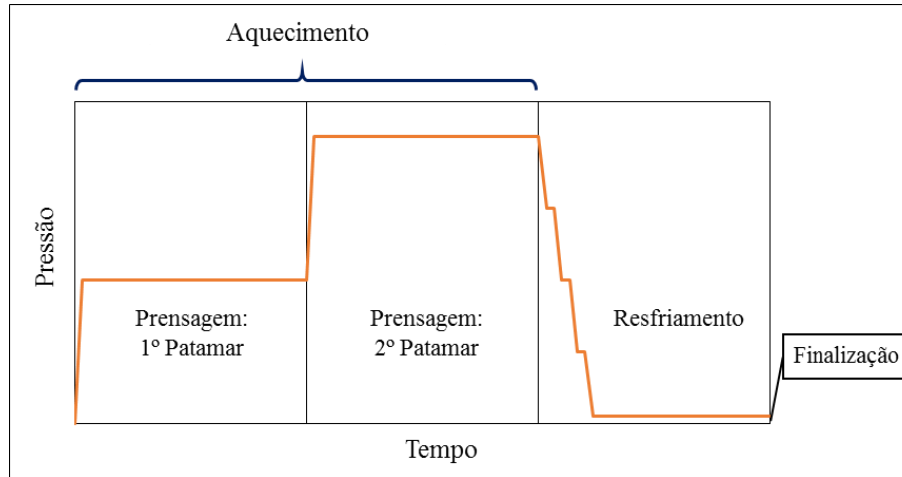 Aquecimento
Pressão
Prensagem:
1º Patamar
Prensagem:
2º Patamar
Resfriamento
Finalização
Tempo